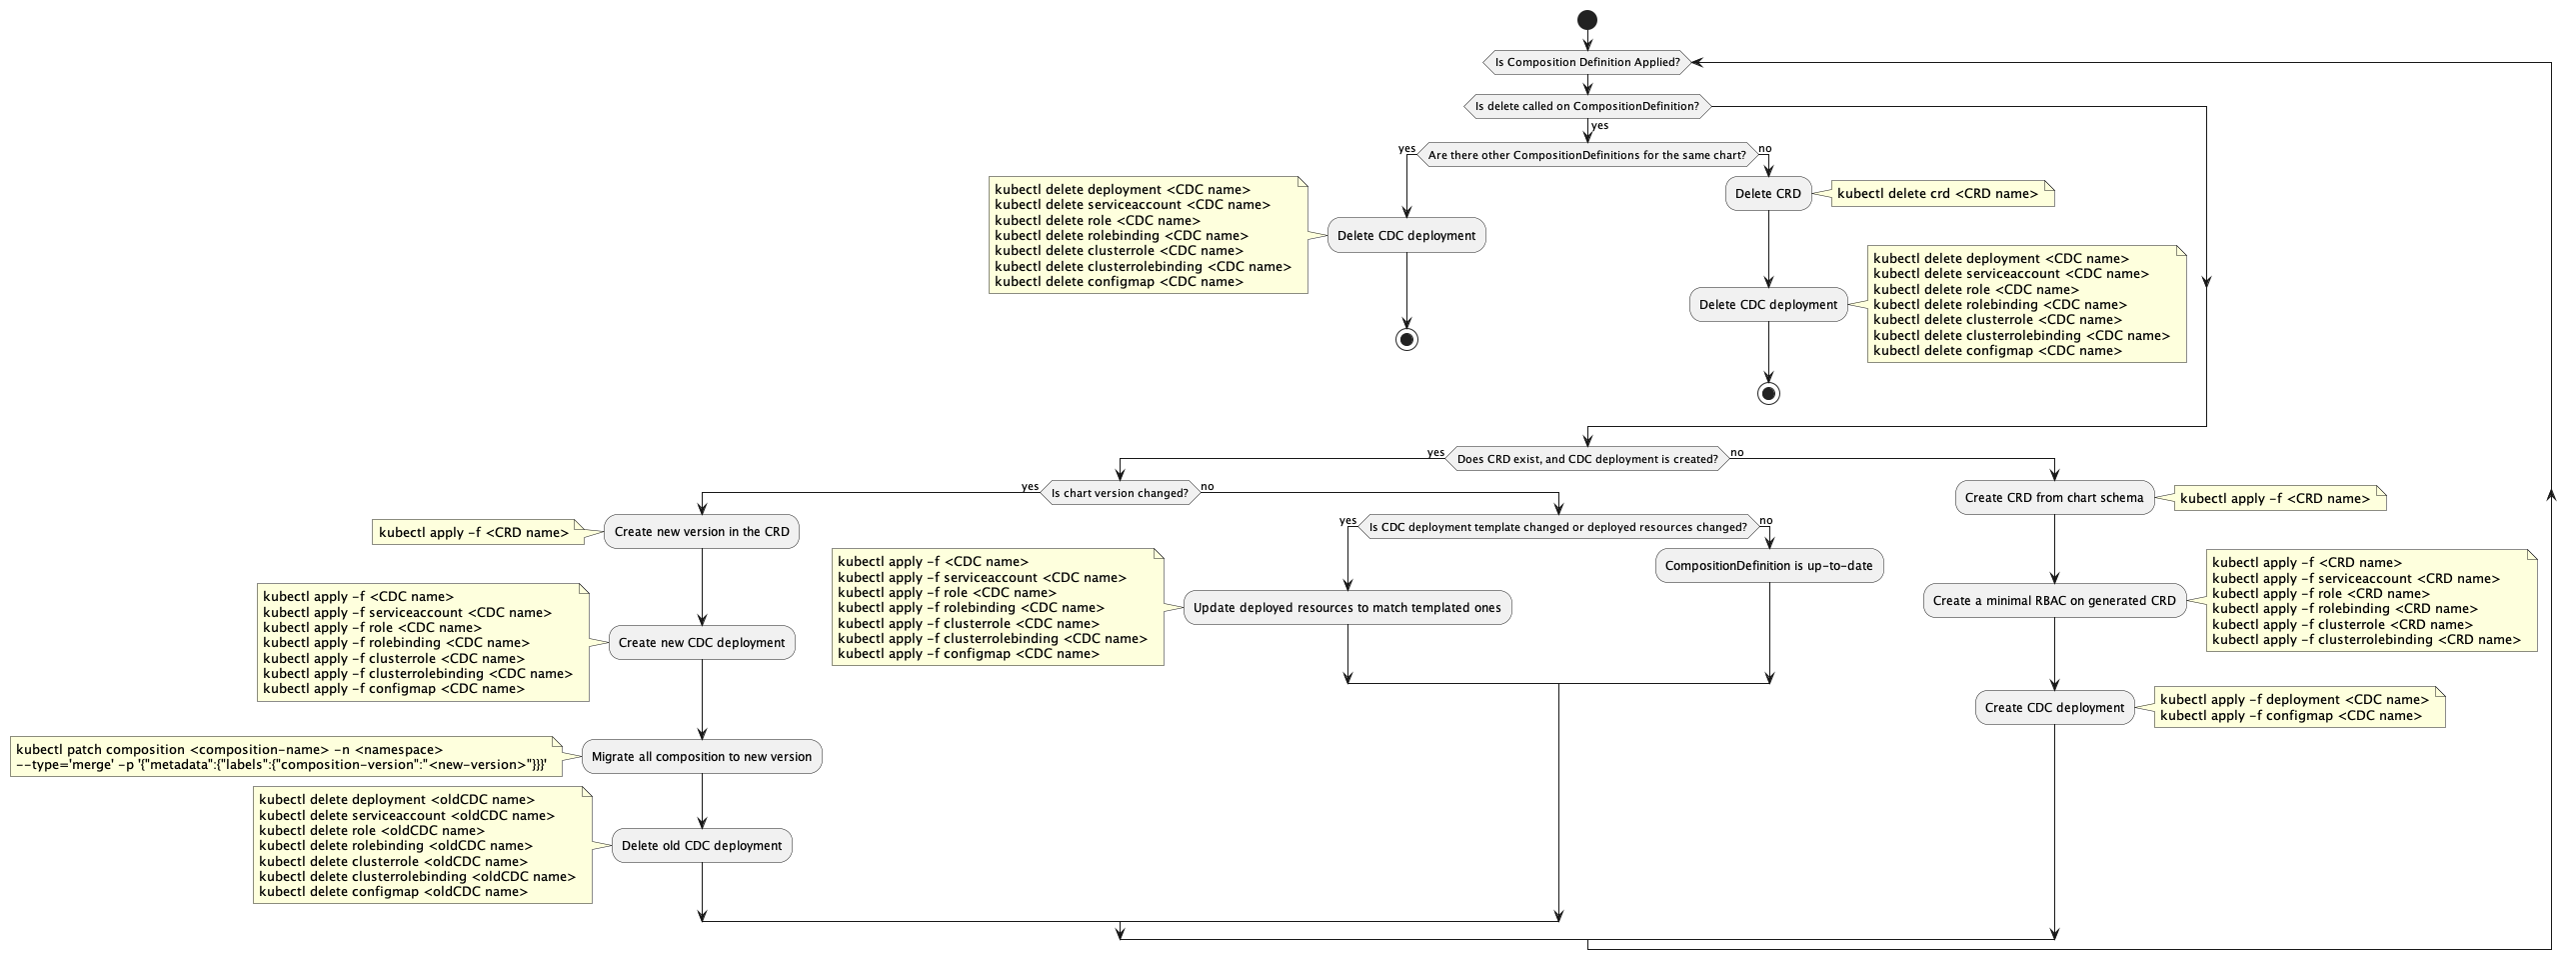 Is Composition Definition Applied?
Is delete called on CompositionDefinition?
yes
yes
Are there other CompositionDefinitions for the same chart?
no
kubectl delete deployment <CDC name>
kubectl delete serviceaccount <CDC name>
kubectl delete role <CDC name>
kubectl delete rolebinding <CDC name>
kubectl delete clusterrole <CDC name>
kubectl delete clusterrolebinding <CDC name>
kubectl delete configmap <CDC name>
Delete CDC deployment
Delete CRD
kubectl delete crd <CRD name>
Delete CDC deployment
kubectl delete deployment <CDC name>
kubectl delete serviceaccount <CDC name>
kubectl delete role <CDC name>
kubectl delete rolebinding <CDC name>
kubectl delete clusterrole <CDC name>
kubectl delete clusterrolebinding <CDC name>
kubectl delete configmap <CDC name>
yes
Does CRD exist, and CDC deployment is created?
no
yes
Is chart version changed?
no
kubectl apply -f <CRD name>
Create new version in the CRD
kubectl apply -f <CDC name>
kubectl apply -f serviceaccount <CDC name>
kubectl apply -f role <CDC name>
kubectl apply -f rolebinding <CDC name>
kubectl apply -f clusterrole <CDC name>
kubectl apply -f clusterrolebinding <CDC name>
kubectl apply -f configmap <CDC name>
Create new CDC deployment
kubectl patch composition <composition-name> -n <namespace>
--type='merge' -p '{"metadata":{"labels":{"composition-version":"<new-version>"}}}'
Migrate all composition to new version
kubectl delete deployment <oldCDC name>
kubectl delete serviceaccount <oldCDC name>
kubectl delete role <oldCDC name>
kubectl delete rolebinding <oldCDC name>
kubectl delete clusterrole <oldCDC name>
kubectl delete clusterrolebinding <oldCDC name>
kubectl delete configmap <oldCDC name>
Delete old CDC deployment
yes
Is CDC deployment template changed or deployed resources changed?
no
kubectl apply -f <CDC name>
kubectl apply -f serviceaccount <CDC name>
kubectl apply -f role <CDC name>
kubectl apply -f rolebinding <CDC name>
kubectl apply -f clusterrole <CDC name>
kubectl apply -f clusterrolebinding <CDC name>
kubectl apply -f configmap <CDC name>
Update deployed resources to match templated ones
CompositionDefinition is up-to-date
Create CRD from chart schema
kubectl apply -f <CRD name>
Create a minimal RBAC on generated CRD
kubectl apply -f <CRD name>
kubectl apply -f serviceaccount <CRD name>
kubectl apply -f role <CRD name>
kubectl apply -f rolebinding <CRD name>
kubectl apply -f clusterrole <CRD name>
kubectl apply -f clusterrolebinding <CRD name>
Create CDC deployment
kubectl apply -f deployment <CDC name>
kubectl apply -f configmap <CDC name>